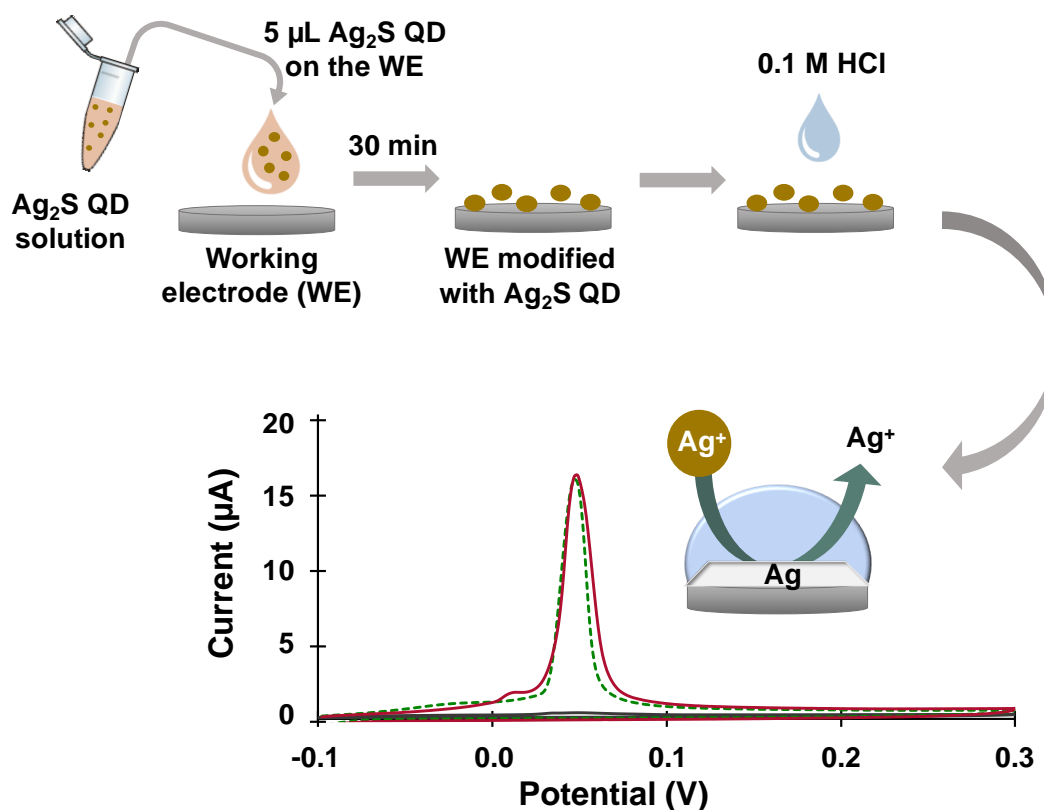 5 µL Ag₂S QD
on the WE
0.1 M HCl
30 min
Ag₂S QD
solution
Working
electrode (WE)
WE modified
with Ag₂S QD
20
15
10
5
0
Current (µA)
Ag⁺
Ag⁺
Ag
-0.1
0.0
0.1
0.2
0.3
Potential (V)